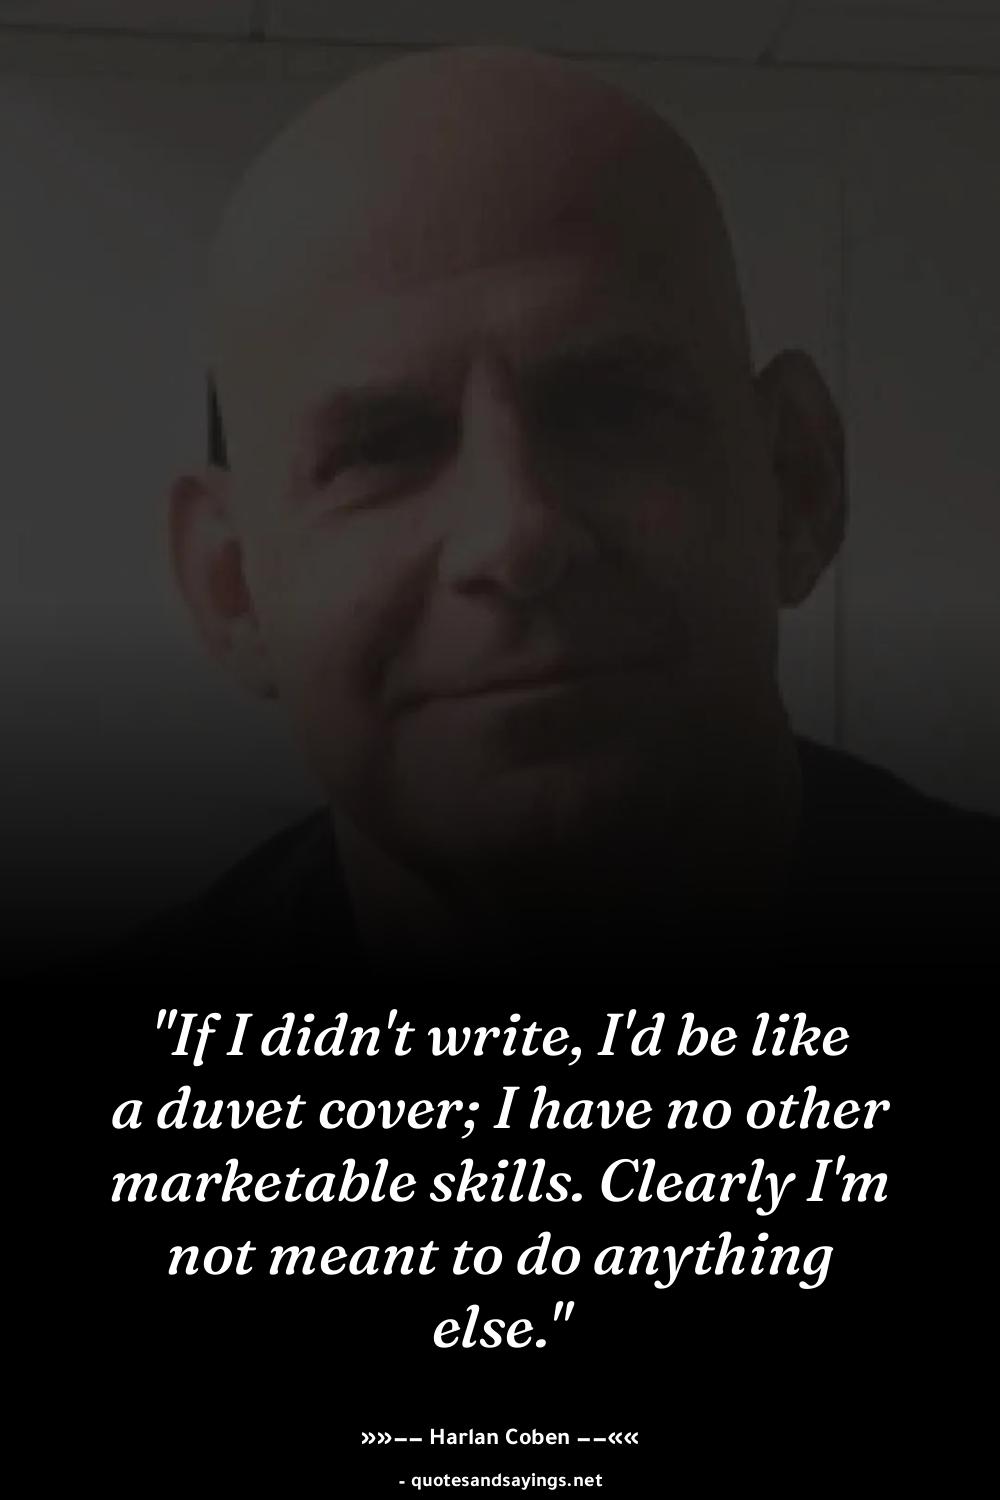 "If I didn't write, I'd be like
a duvet cover; I have no other
marketable skills. Clearly I'm
not meant to do anything
else."
»»–– Harlan Coben ––««
- quotesandsayings.net